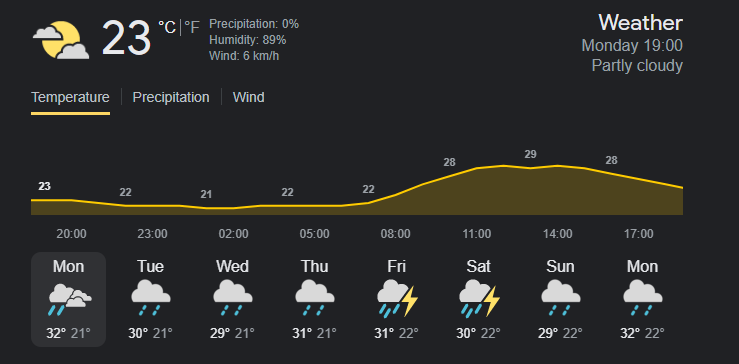 23 °C | °F
Precipitation: 0%
Humidity: 89%
Wind: 6 km/h
Weather
Monday 19:00
Partly cloudy
Temperature | Precipitation | Wind
23 22 21 22 22 28 29 28
20:00 23:00 02:00 05:00 08:00 11:00 14:00 17:00
Mon Tue Wed Thu Fri Sat Sun Mon
32° 21° 30° 21° 29° 21° 31° 21° 31° 22° 30° 22° 29° 22° 32° 22°